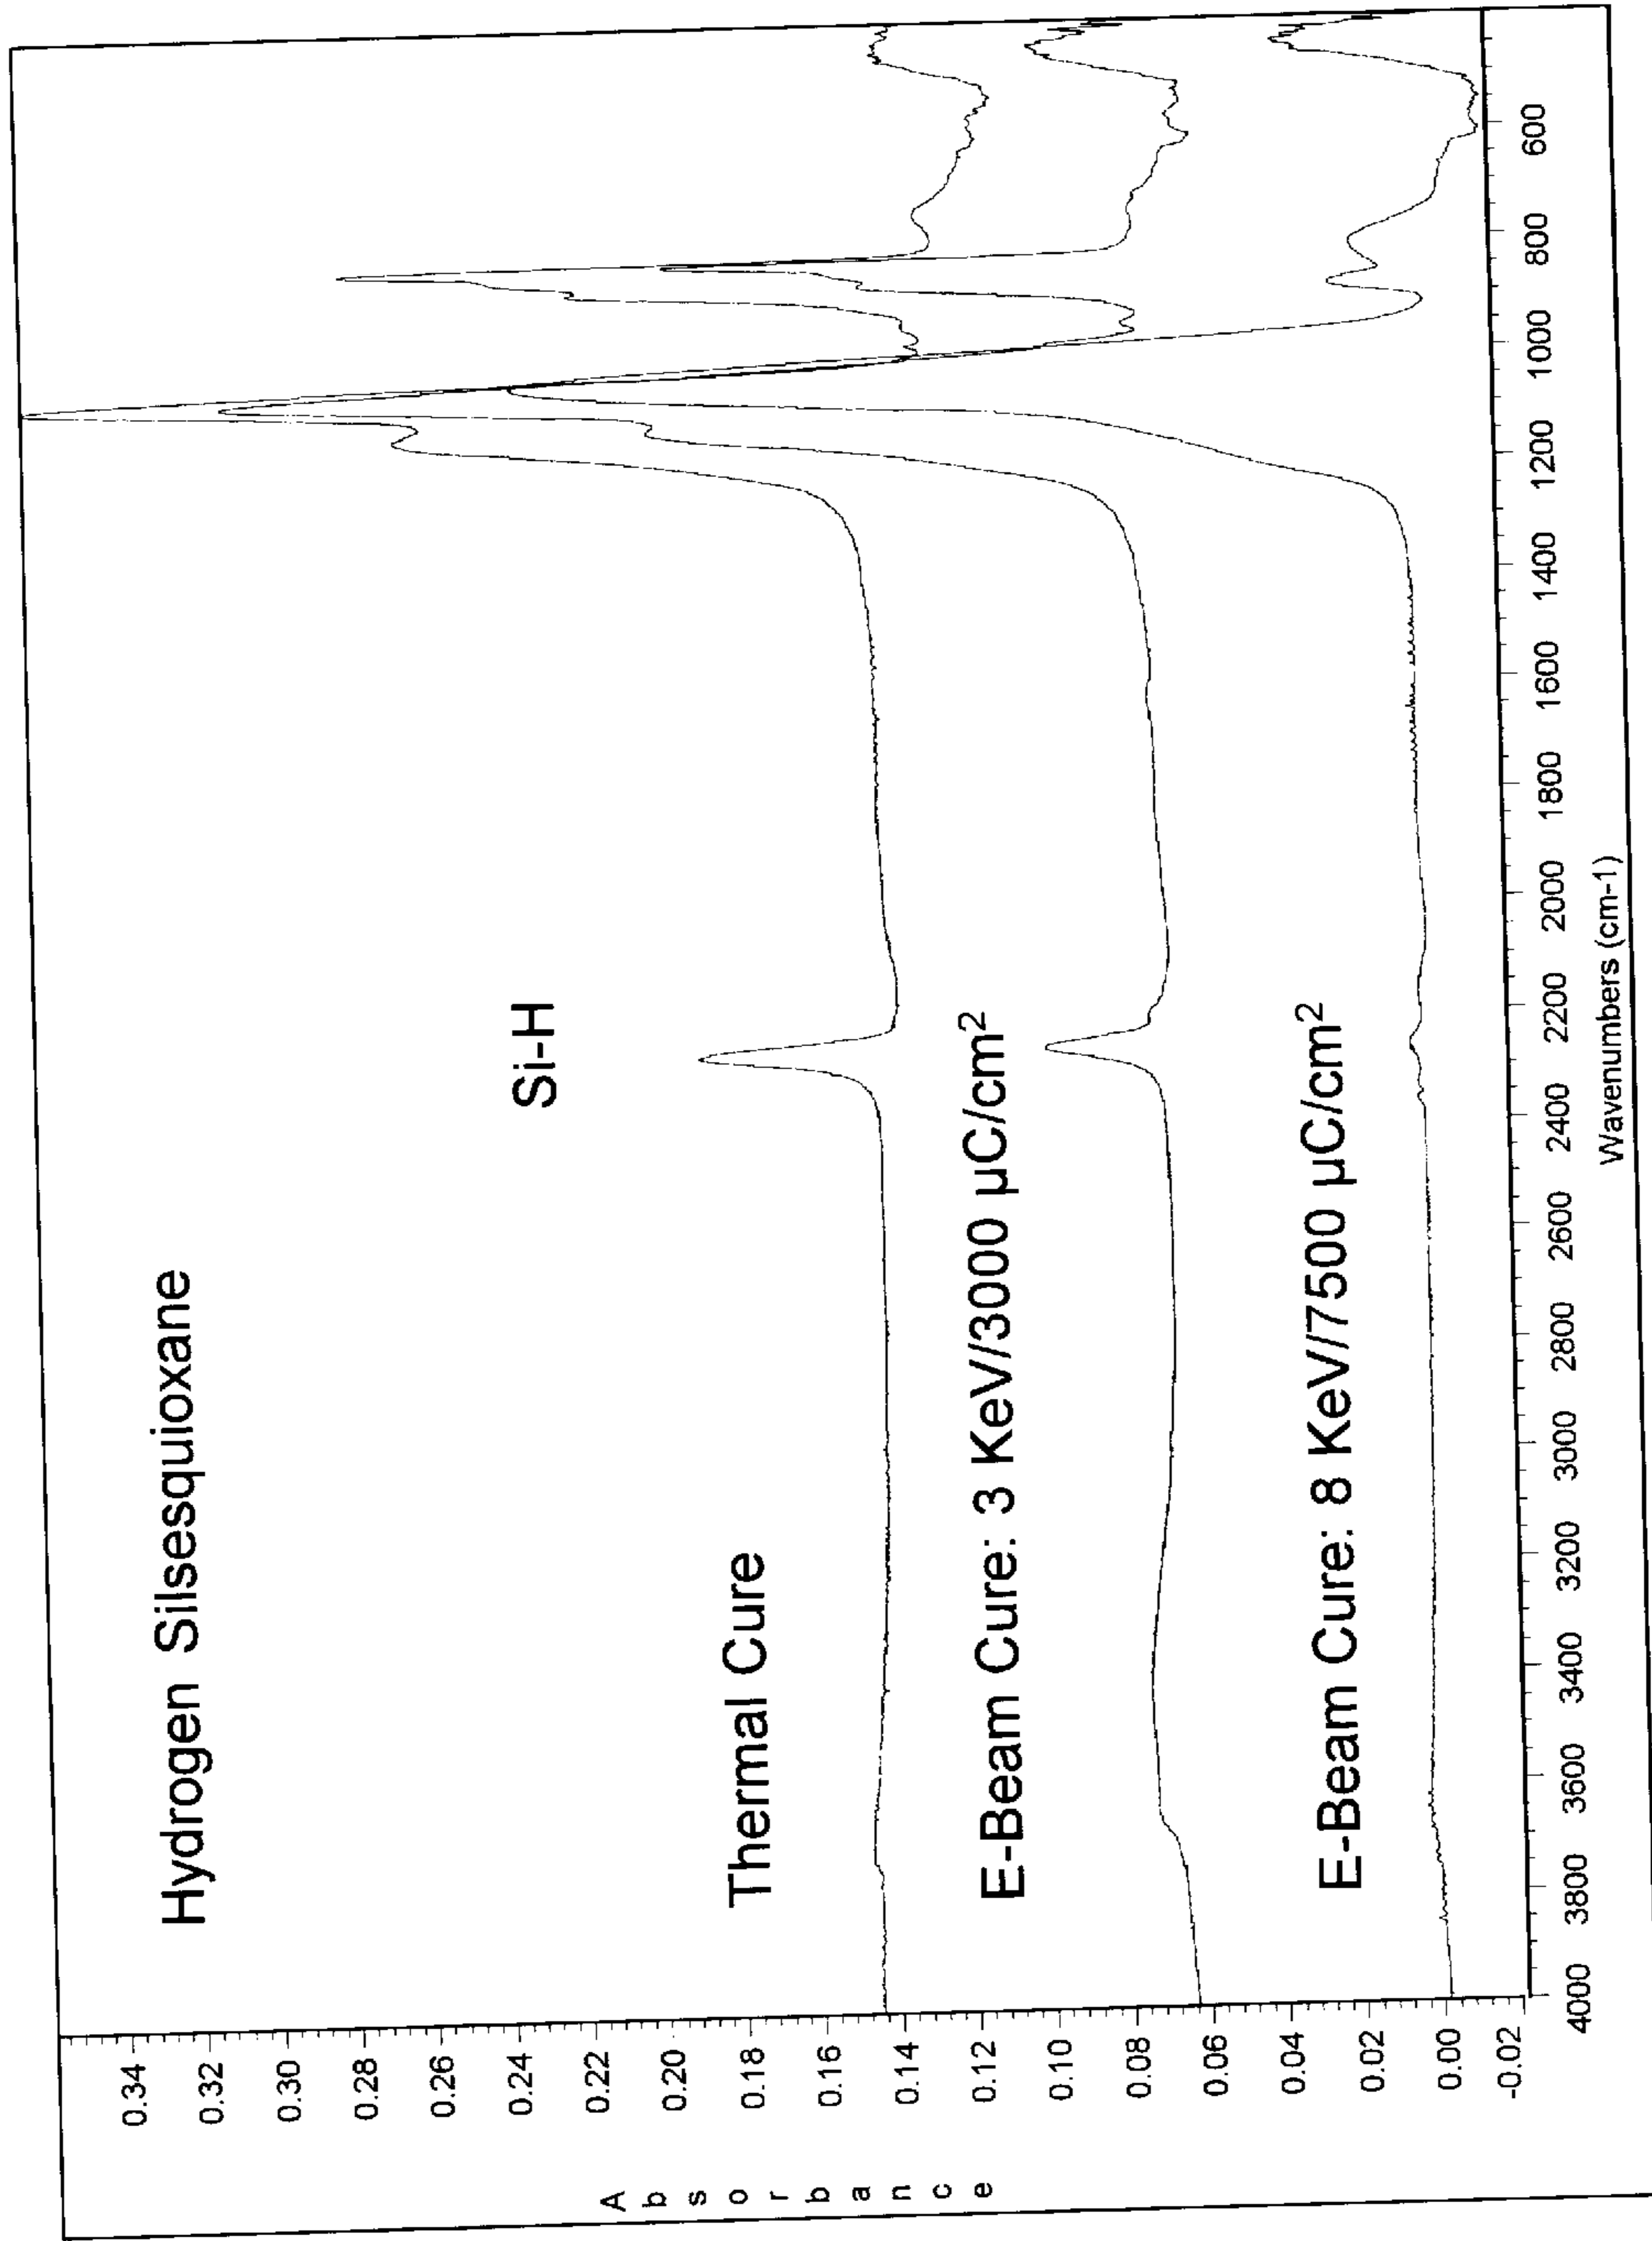 Hydrogen Silsesquioxane
Si-H
Thermal Cure
E-Beam Cure: 3 KeV/3000 µC/cm²
E-Beam Cure: 8 KeV/7500 µC/cm²
Absorbance
0.34
0.32
0.30
0.28
0.26
0.24
0.22
0.20
0.18
0.16
0.14
0.12
0.10
0.08
0.06
0.04
0.02
0.00
-0.02
4000 3800 3600 3400 3200 3000 2800 2600 2400 2200 2000 1800 1600 1400 1200 1000 800 600
Wavenumbers (cm-1)